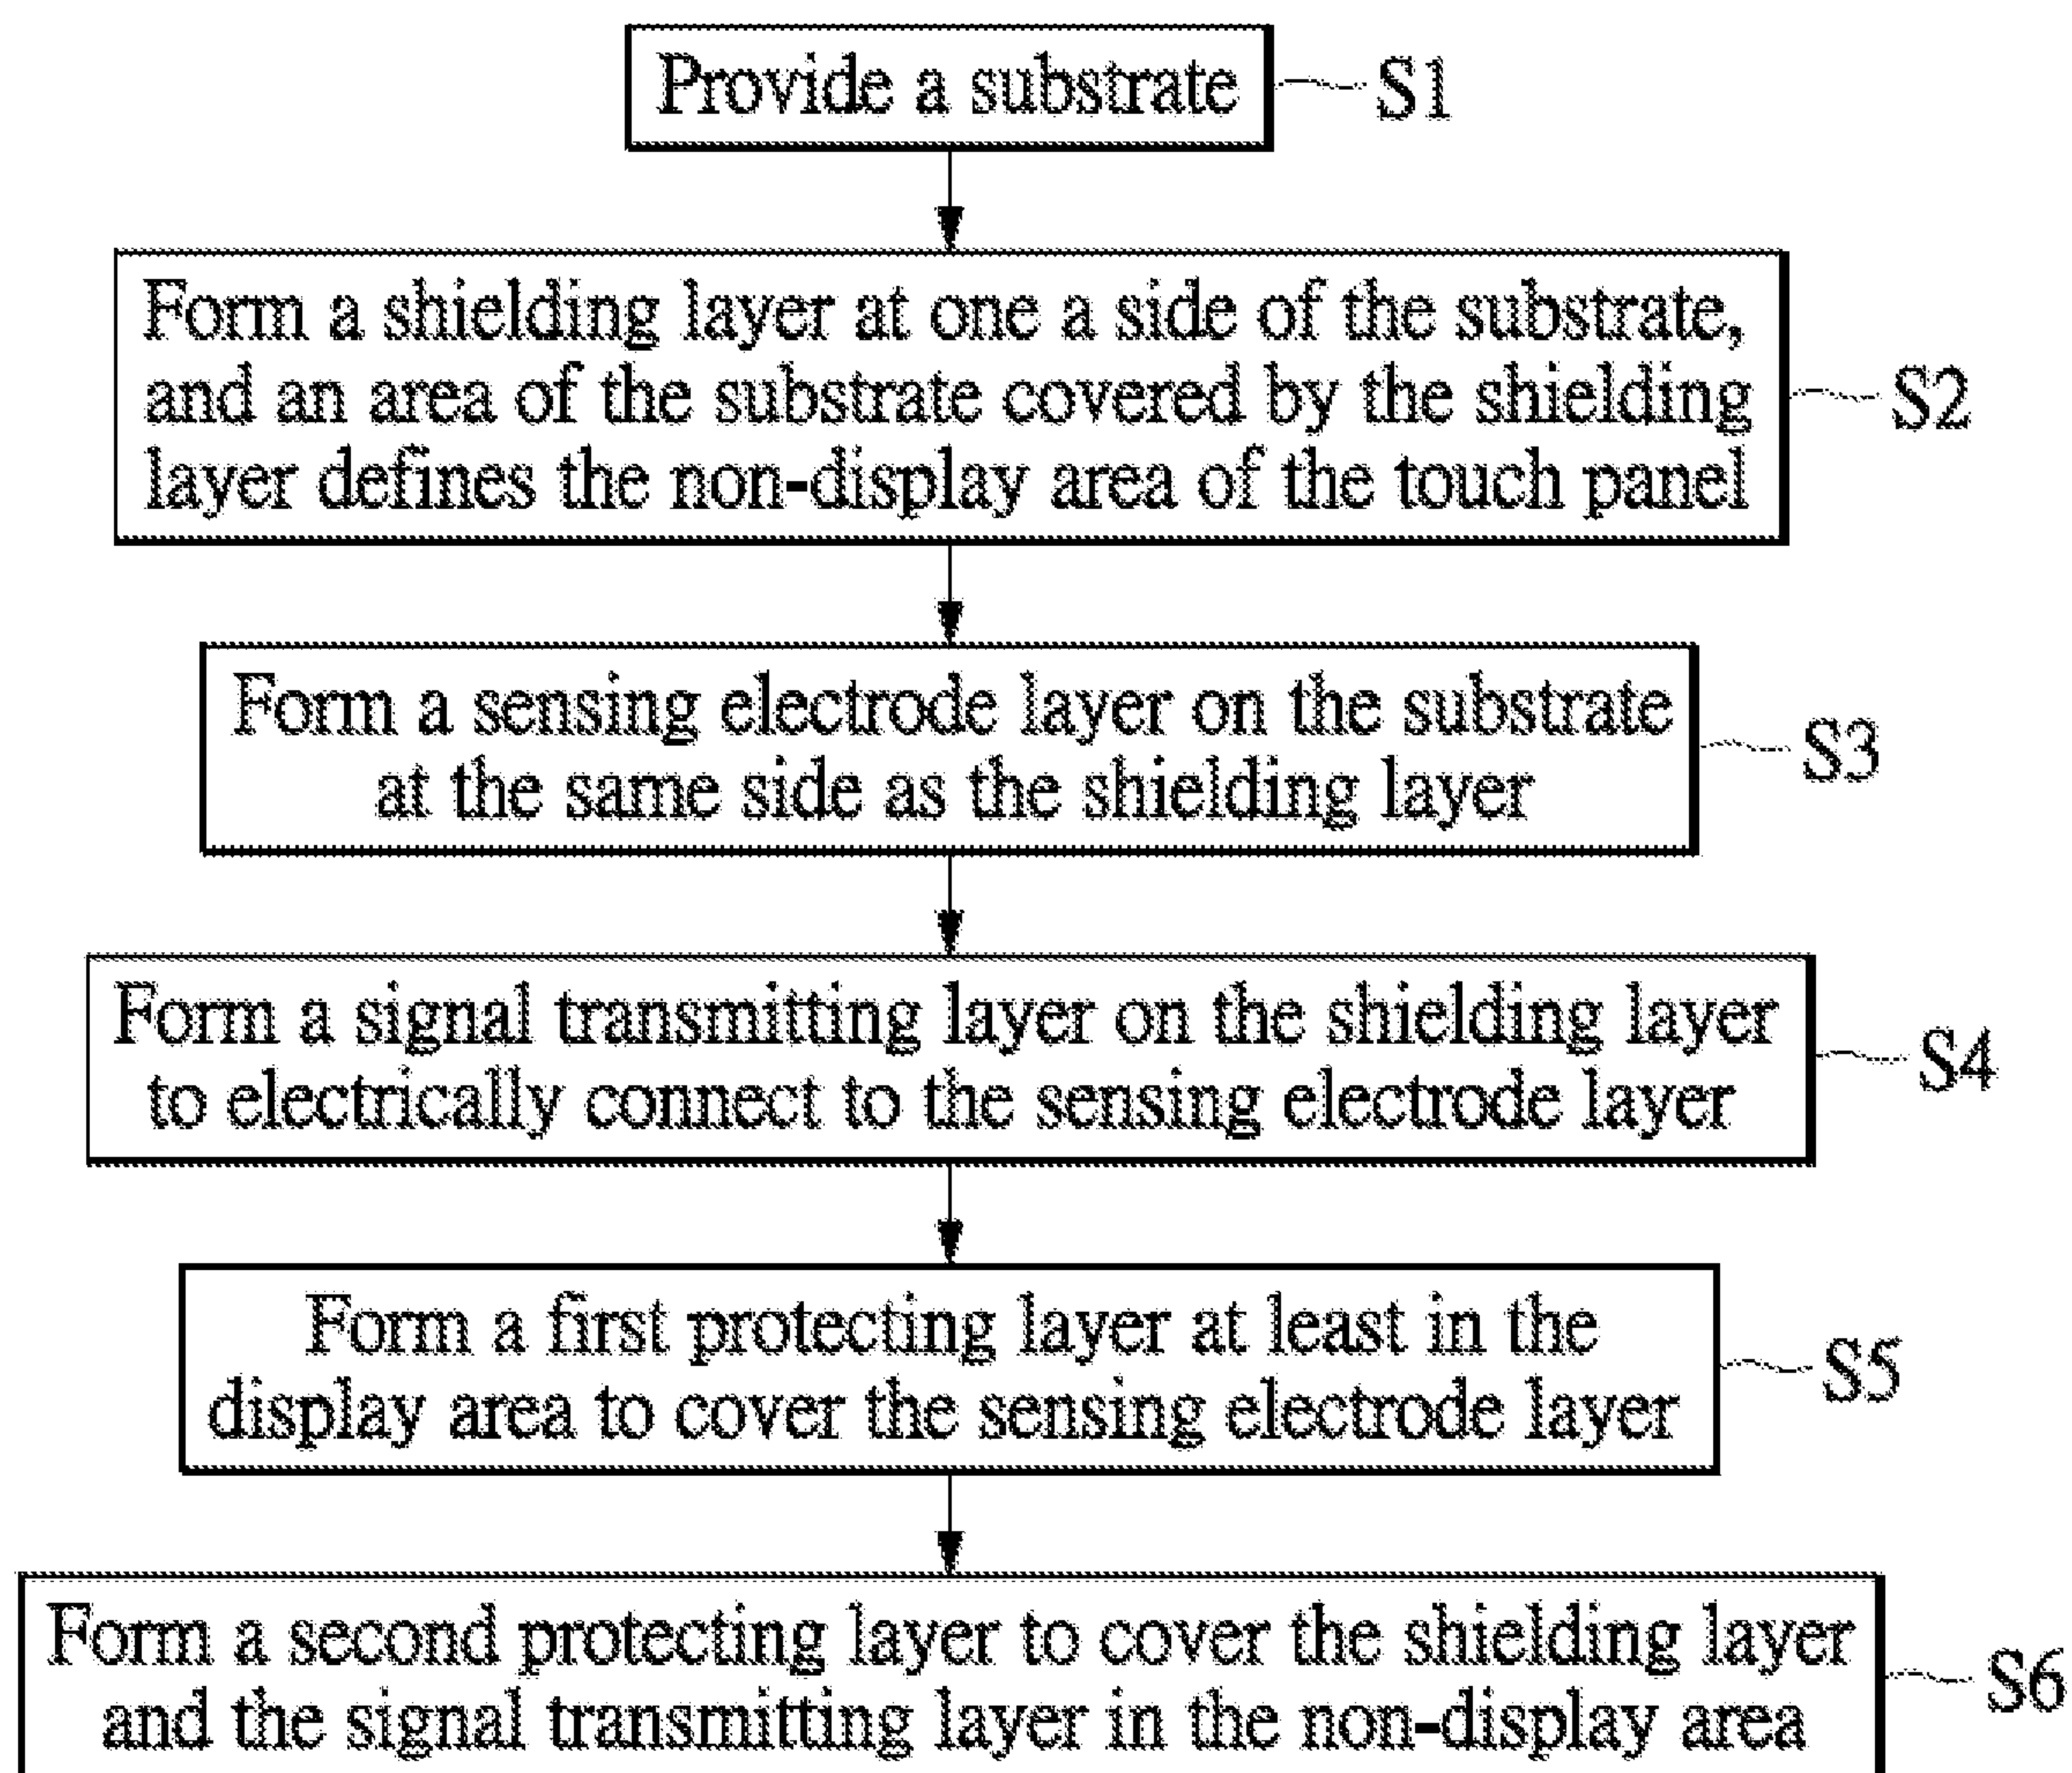 Provide a substrate
S1
Form a shielding layer at one a side of the substrate,
and an area of the substrate covered by the shielding
layer defines the non-display area of the touch panel
S2
Form a sensing electrode layer on the substrate
at the same side as the shielding layer
S3
Form a signal transmitting layer on the shielding layer
to electrically connect to the sensing electrode layer
S4
Form a first protecting layer at least in the
display area to cover the sensing electrode layer
S5
Form a second protecting layer to cover the shielding layer
and the signal transmitting layer in the non-display area
S6